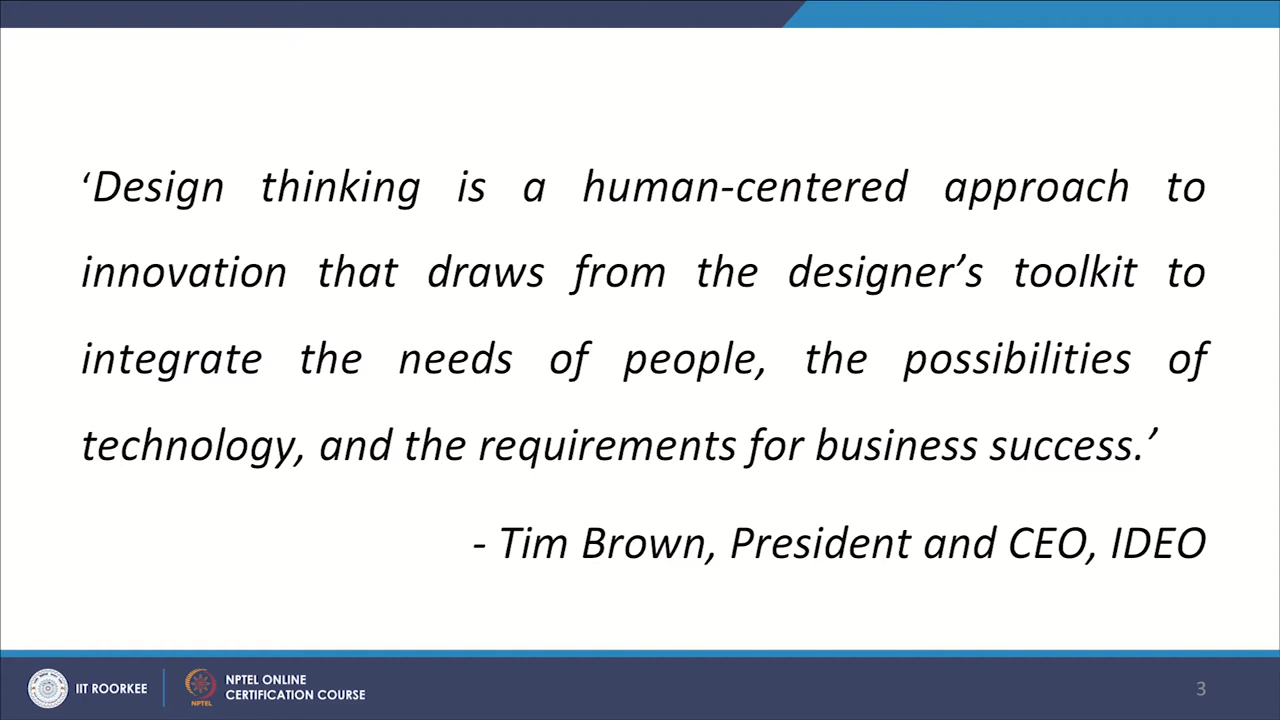 ‘Design thinking is a human-centered approach to
innovation that draws from the designer’s toolkit to
integrate the needs of people, the possibilities of
technology, and the requirements for business success.’
- Tim Brown, President and CEO, IDEO
IIT ROORKEE
NPTEL
NPTEL ONLINE
CERTIFICATION COURSE
3